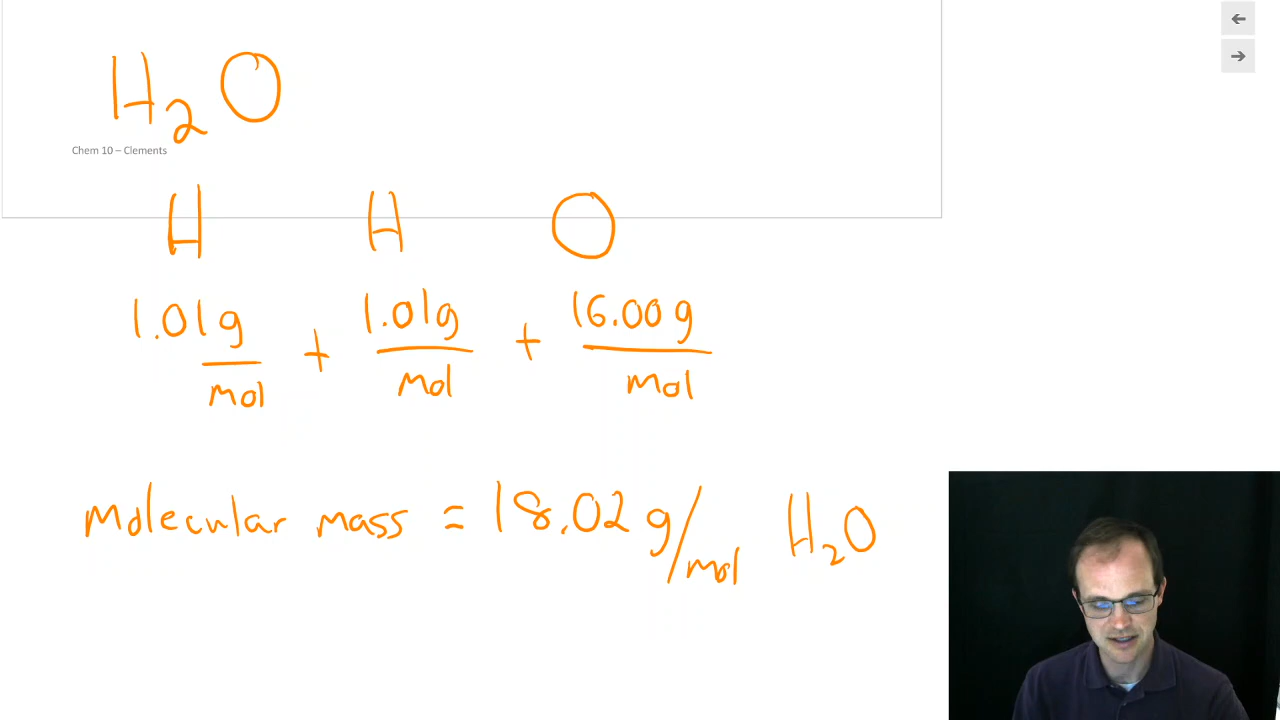 H₂O
Chem 10 – Clements
H H O
1.01g/mol + 1.01g/mol + 16.00g/mol
molecular mass = 18.02 g/mol H₂O